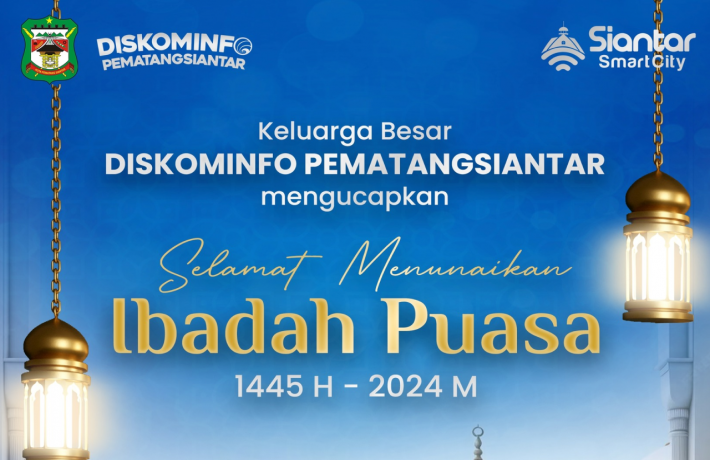 DISKOMINFO
PEMATANGSIANTAR
Siantar
SmartCity
Keluarga Besar
DISKOMINFO PEMATANGSIANTAR
mengucapkan
Selamat Menunaikan
Ibadah Puasa
1445 H - 2024 M